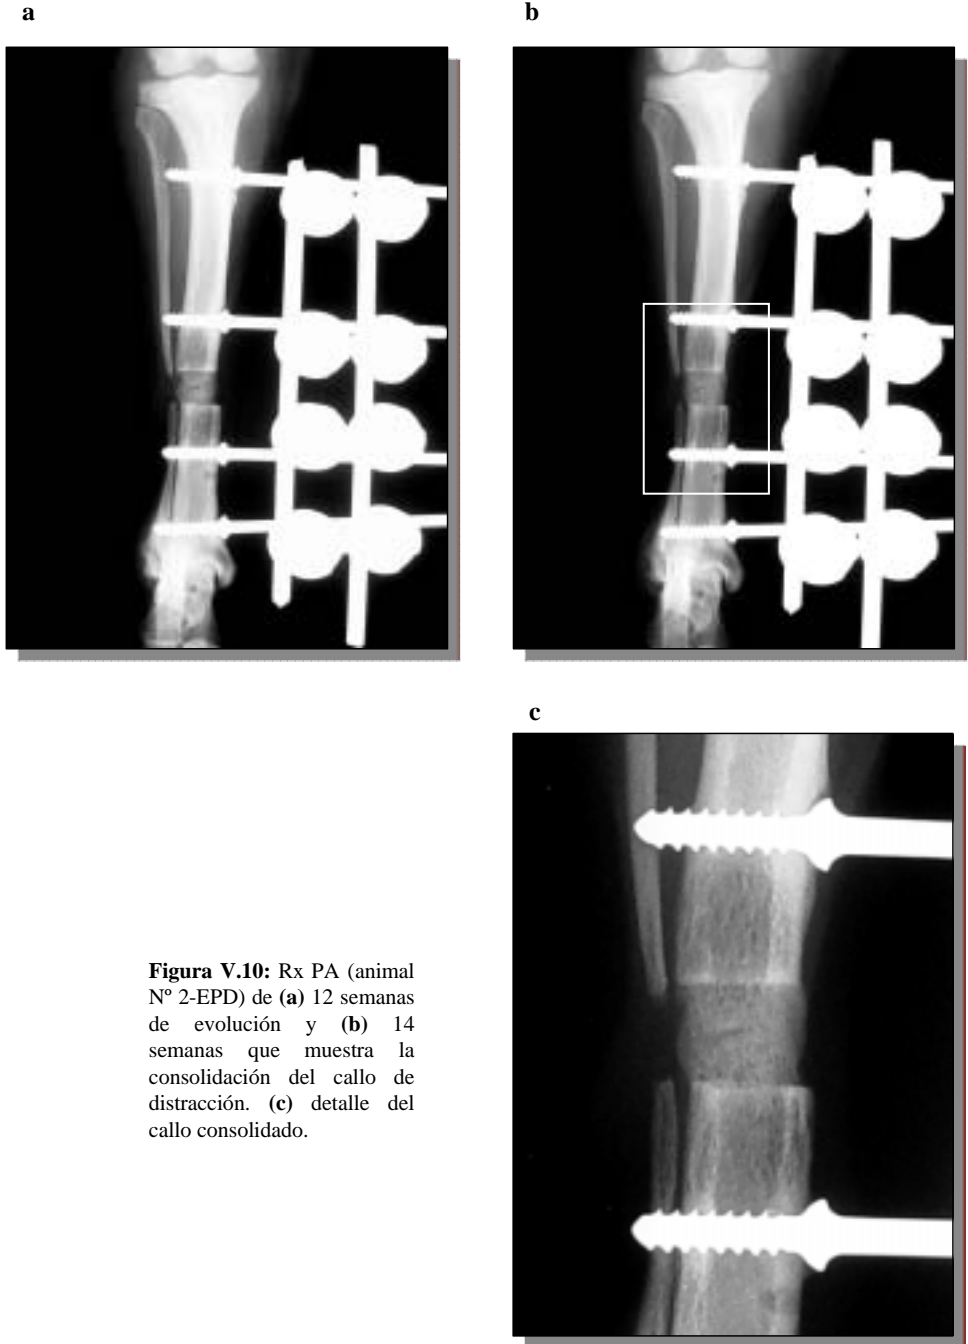 a
b
c
Figura V.10: Rx PA (animal
Nº 2-EPD) de (a) 12 semanas
de evolución y (b) 14
semanas que muestra la
consolidación del callo de
distracción. (c) detalle del
callo consolidado.